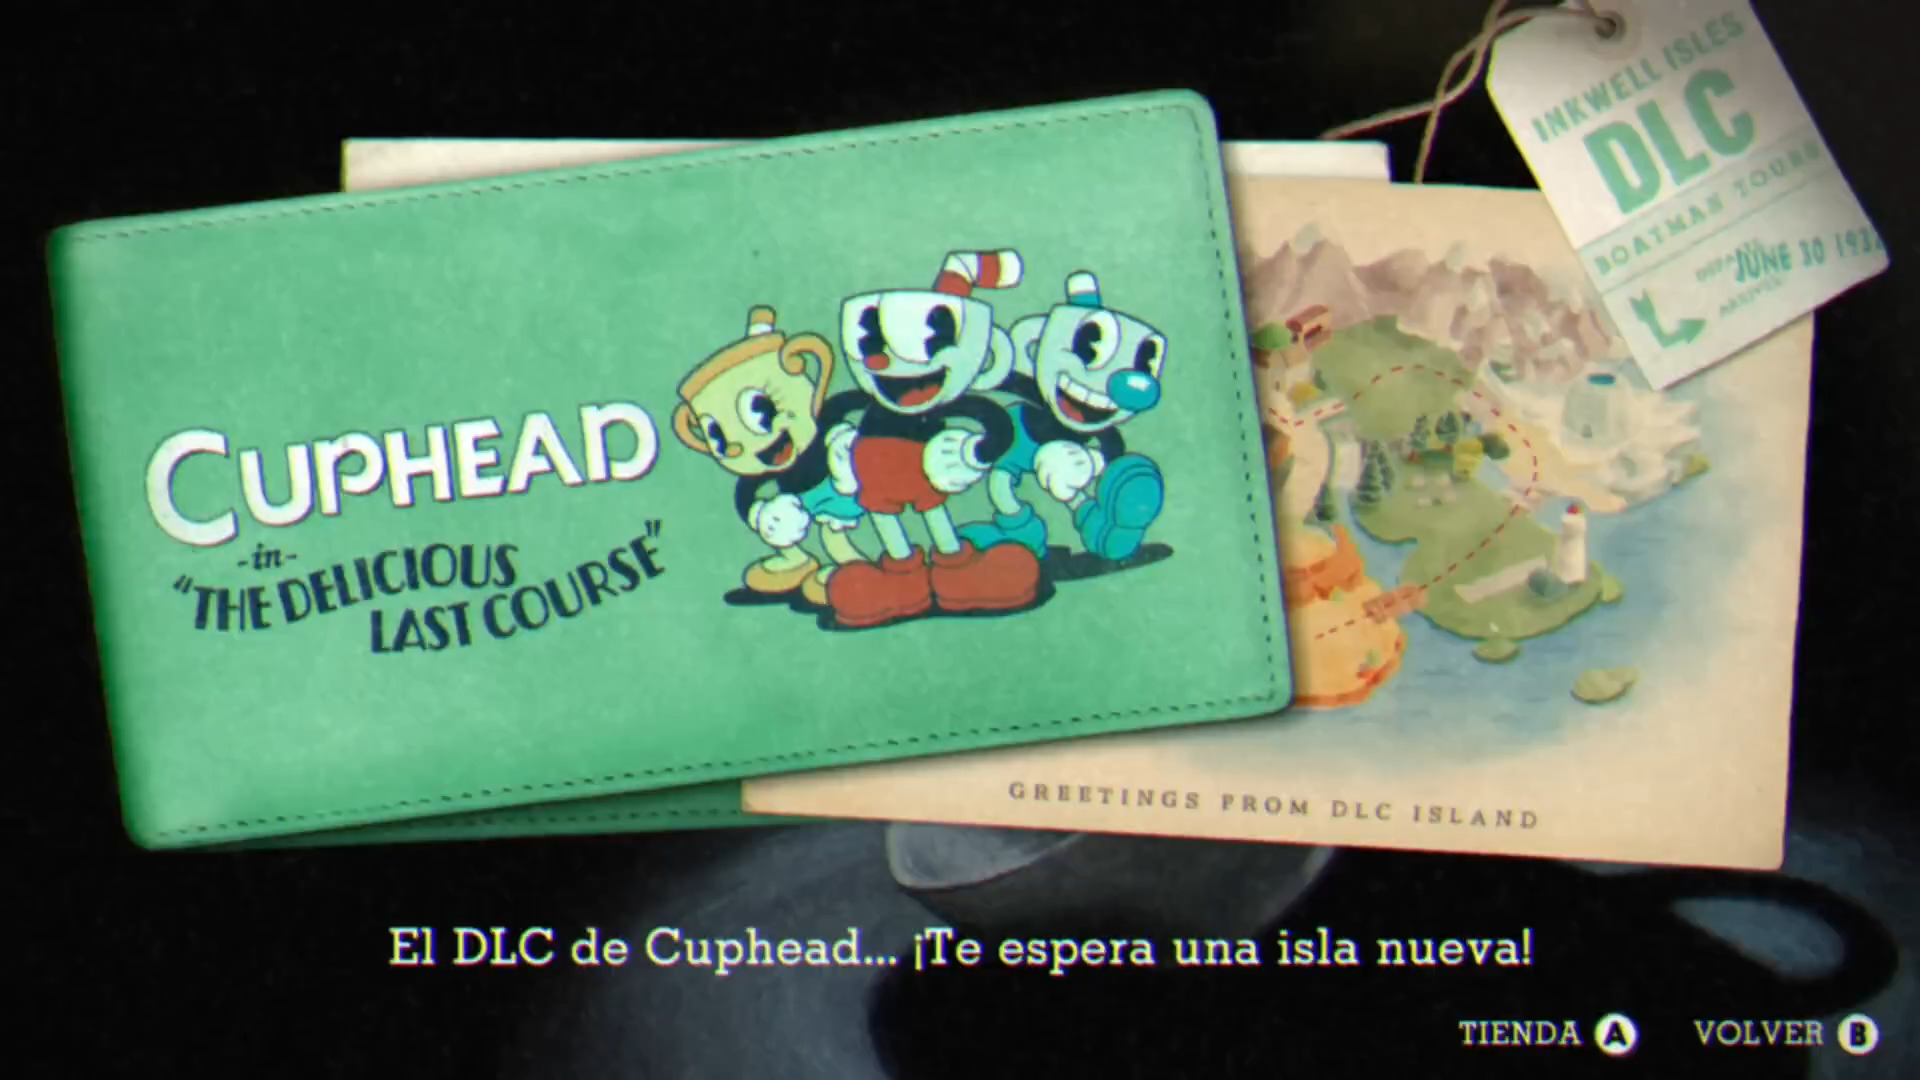 CUPHEAD
-in-
"THE DELICIOUS
LAST COURSE"
INKWELL ISLES
DLC
BOATMAN TOURS
JUNE 30 193
GREETINGS FROM DLC ISLAND
El DLC de Cuphead... ¡Te espera una isla nueva!
TIENDA A VOLVER B